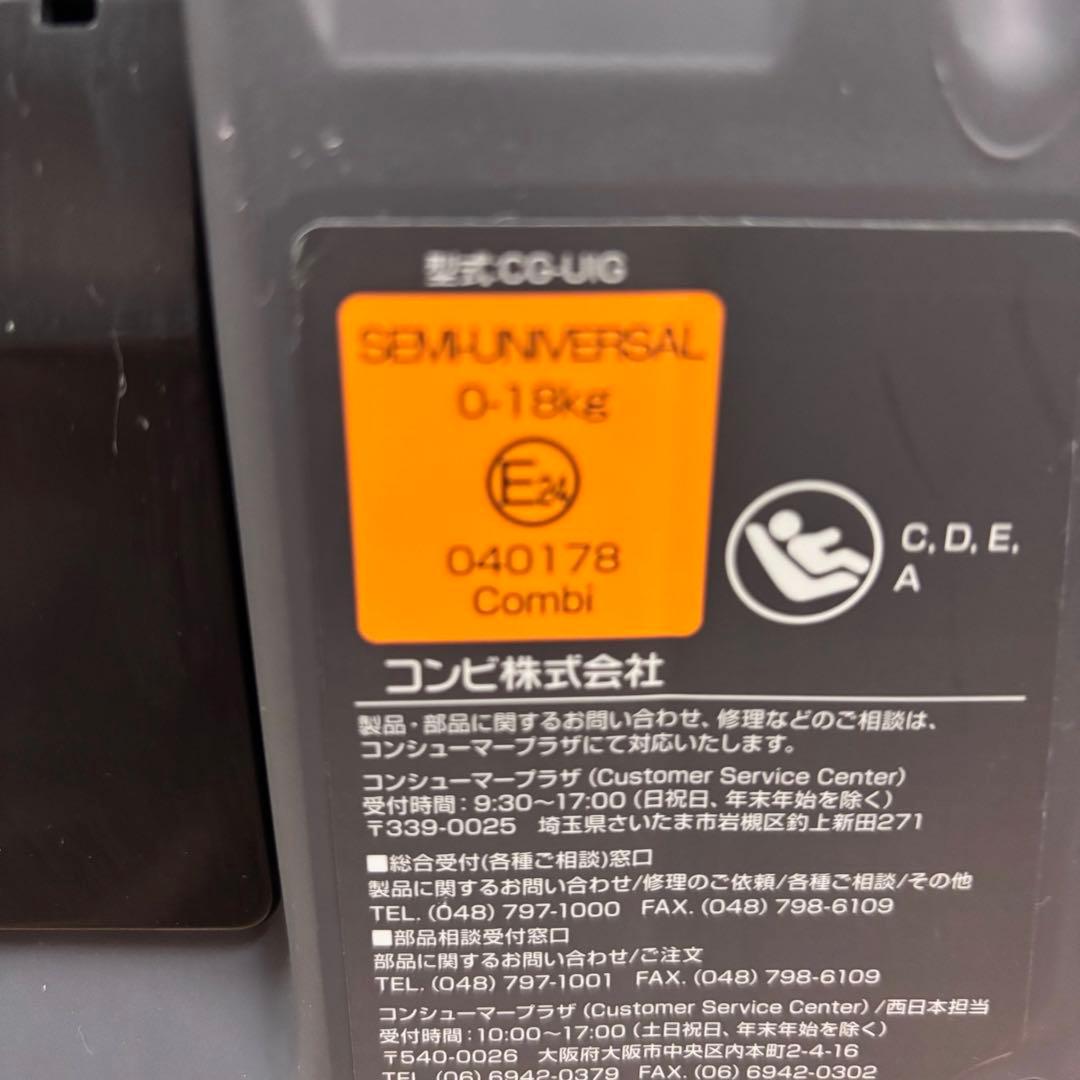 型式:CG-UIG
SEMI-UNIVERSAL
0-18kg
E24
040178
Combi
C, D, E,
A
コンビ株式会社
製品・部品に関するお問い合わせ、修理などのご相談は、
コンシューマープラザにて対応いたします。
コンシューマープラザ (Customer Service Center)
受付時間：9:30〜17:00（日祝日、年末年始を除く）
〒339-0025 埼玉県さいたま市岩槻区釣上新田271
■総合受付(各種ご相談)窓口
製品に関するお問い合わせ/修理のご依頼/各種ご相談/その他
TEL. (048) 797-1000 FAX. (048) 798-6109
■部品相談受付窓口
部品に関するお問い合わせ/ご注文
TEL. (048) 797-1001 FAX. (048) 798-6109
コンシューマープラザ (Customer Service Center) /西日本担当
受付時間：10:00〜17:00（土日祝日、年末年始を除く）
〒540-0026 大阪府大阪市中央区内本町2-4-16
TEL. (06) 6942-0379 FAX. (06) 6942-0302